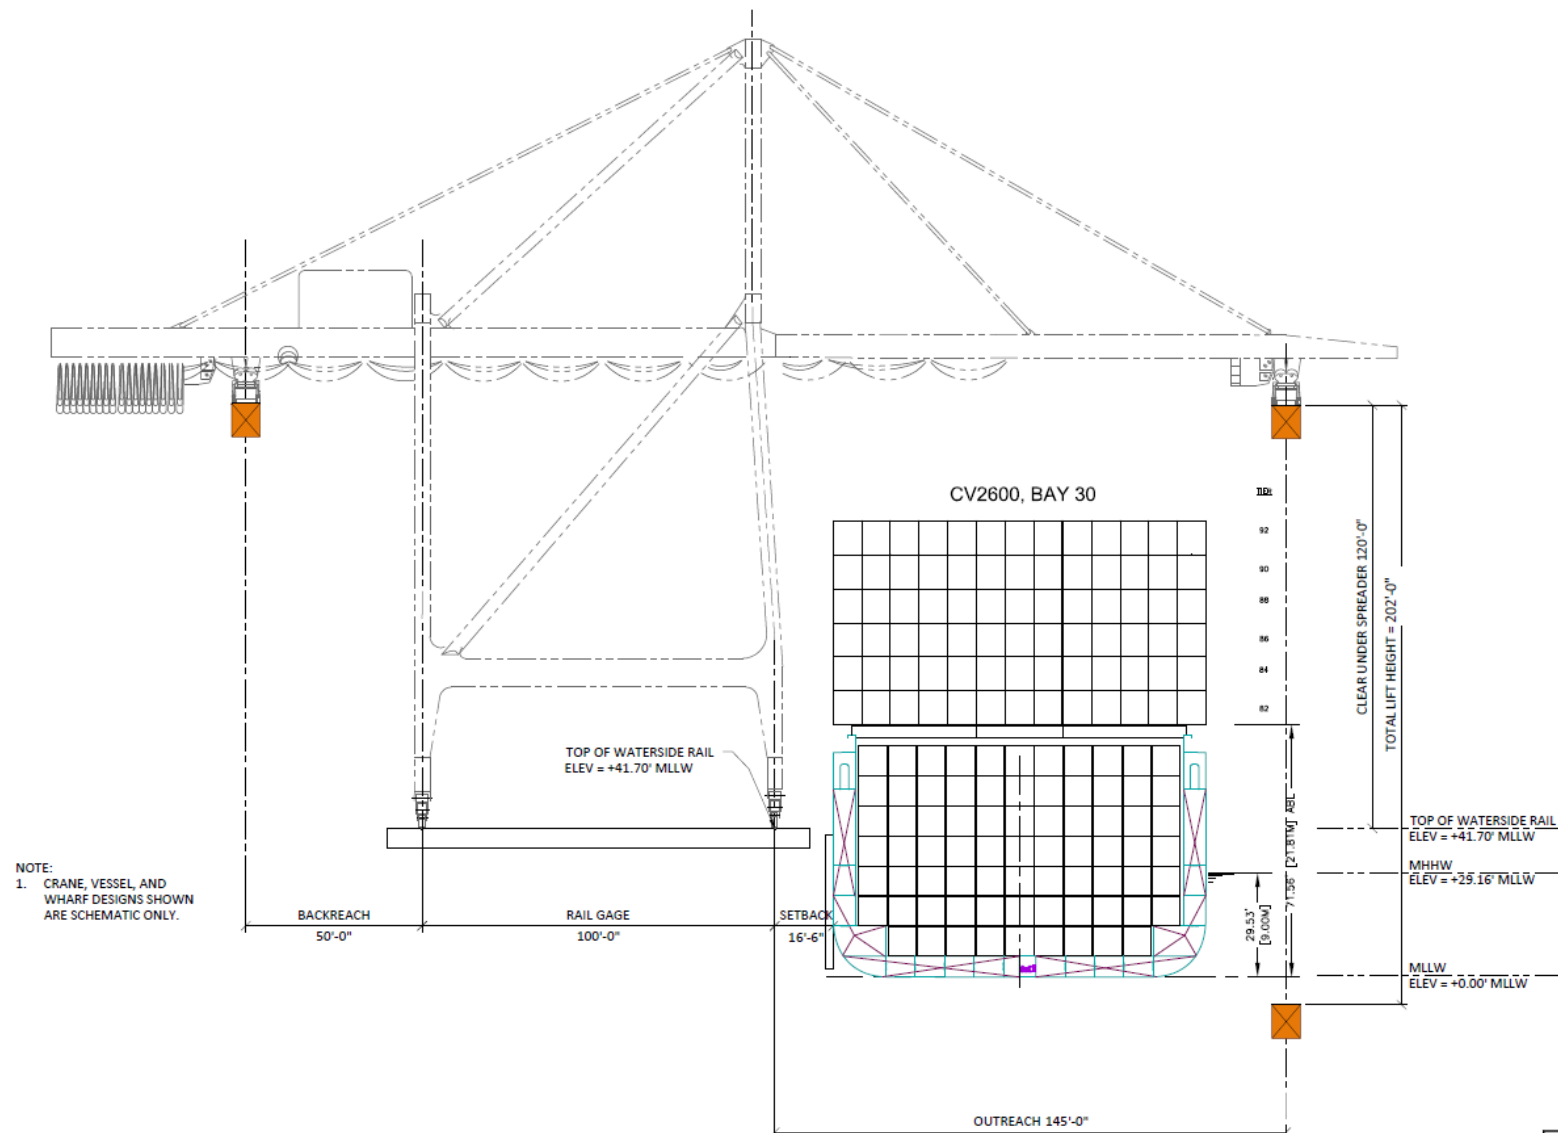 CV2600, BAY 30
TIER
92
90
88
86
84
82
CLEAR UNDER SPREADER 120'-0"
TOTAL LIFT HEIGHT = 202'-0"
TOP OF WATERSIDE RAIL
ELEV = +41.70' MLLW
71.56' [21.81M] ABL
29.53'
[9.00M]
TOP OF WATERSIDE RAIL
ELEV = +41.70' MLLW
MHHW
ELEV = +29.16' MLLW
MLLW
ELEV = +0.00' MLLW
NOTE:
1. CRANE, VESSEL, AND
WHARF DESIGNS SHOWN
ARE SCHEMATIC ONLY.
BACKREACH
50'-0"
RAIL GAGE
100'-0"
SETBACK
16'-6"
OUTREACH 145'-0"